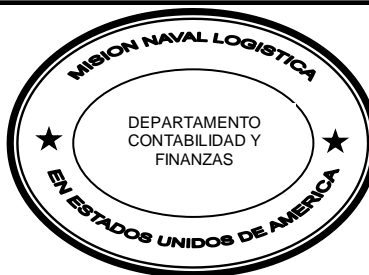 MISION NAVAL LOGISTICA
DEPARTAMENTO
CONTABILIDAD Y
FINANZAS
EN ESTADOS UNIDOS DE AMERICA